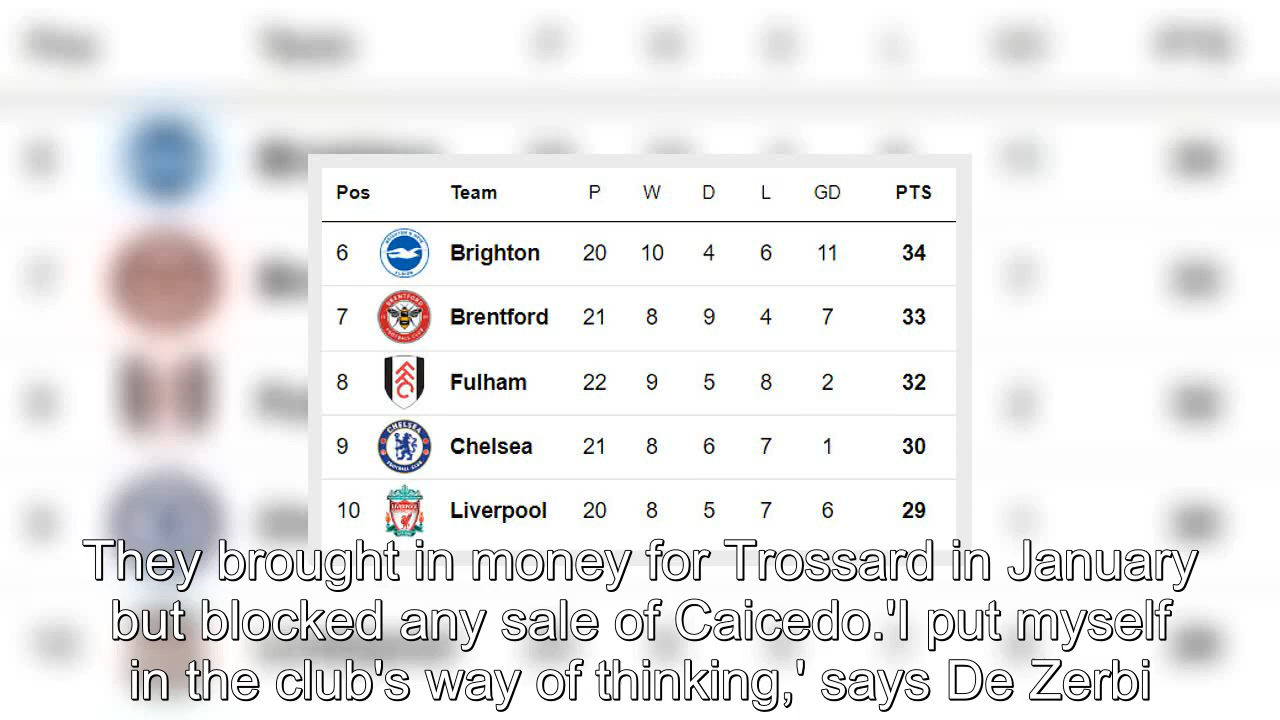 Pos Team P W D L GD PTS
6 Brighton 20 10 4 6 11 34
7 Brentford 21 8 9 4 7 33
8 Fulham 22 9 5 8 2 32
9 Chelsea 21 8 6 7 1 30
10 Liverpool 20 8 5 7 6 29
They brought in money for Trossard in January
but blocked any sale of Caicedo.'I put myself
in the club's way of thinking,' says De Zerbi